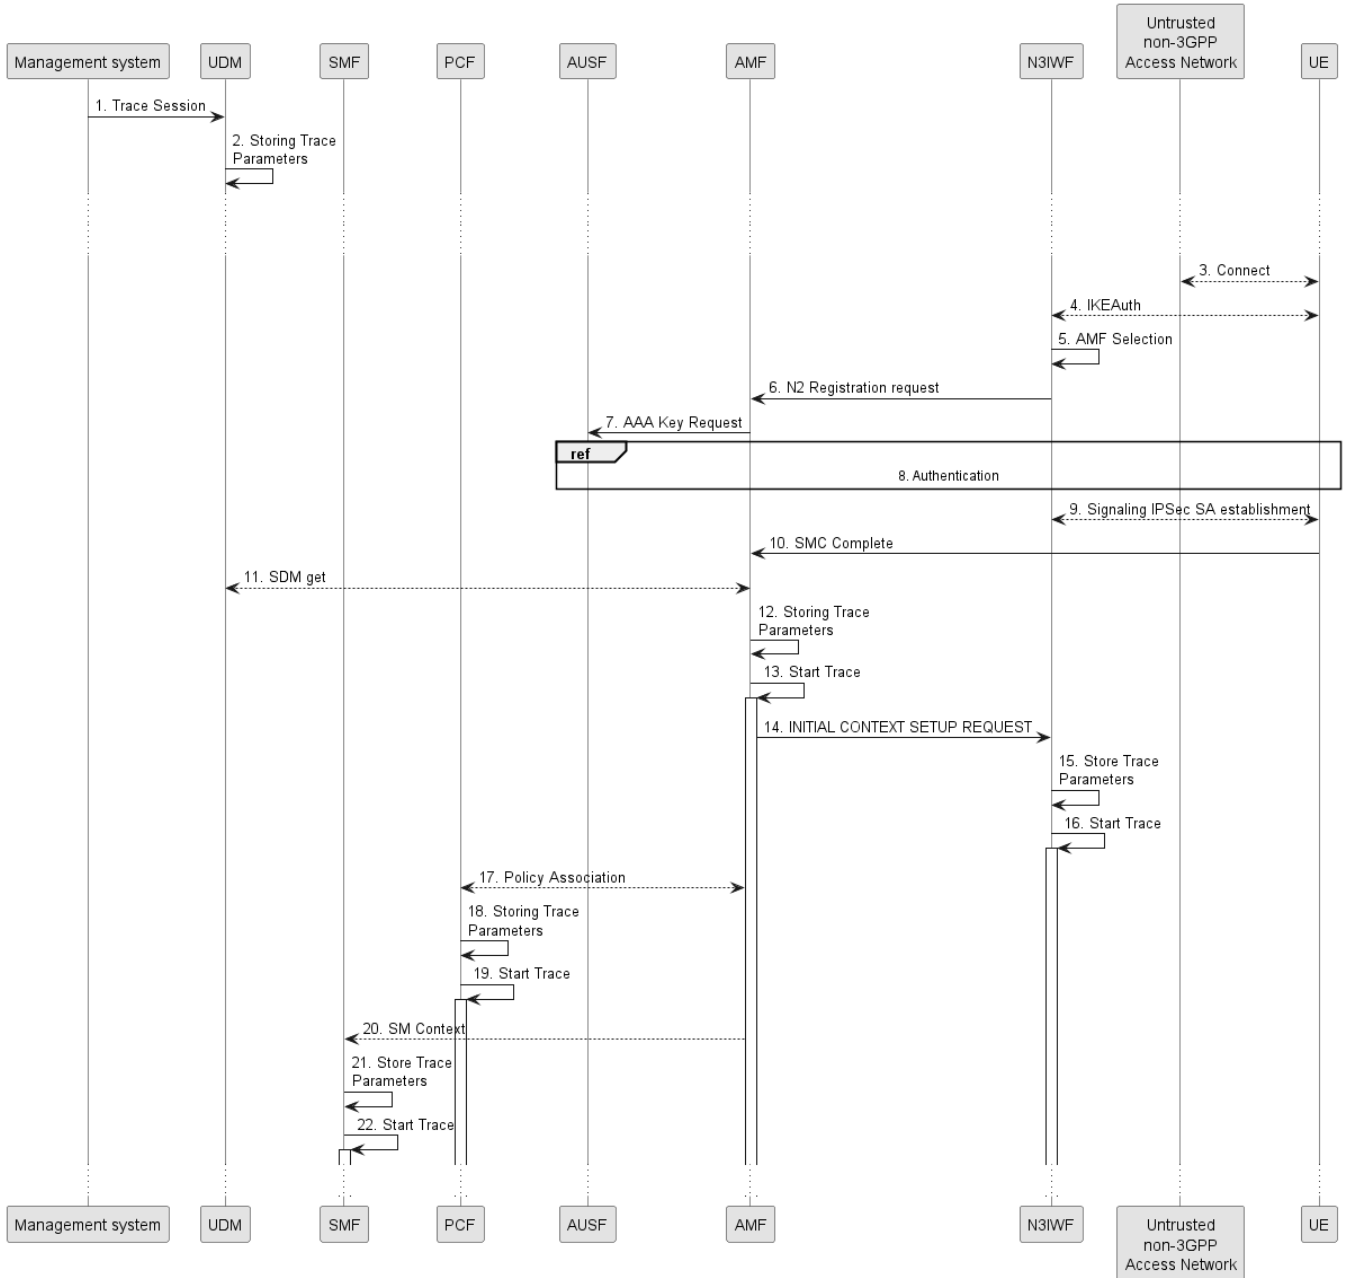 Untrusted
non-3GPP
Access Network
Management system
UDM
SMF
PCF
AUSF
AMF
N3IWF
UE
1. Trace Session
2. Storing Trace
Parameters
3. Connect
4. IKEAuth
5. AMF Selection
6. N2 Registration request
7. AAA Key Request
ref
8. Authentication
9. Signaling IPSec SA establishment
10. SMC Complete
11. SDM get
12. Storing Trace
Parameters
13. Start Trace
14. INITIAL CONTEXT SETUP REQUEST
15. Store Trace
Parameters
16. Start Trace
17. Policy Association
18. Storing Trace
Parameters
19. Start Trace
20. SM Context
21. Store Trace
Parameters
22. Start Trace
Management system
UDM
SMF
PCF
AUSF
AMF
N3IWF
Untrusted
non-3GPP
Access Network
UE